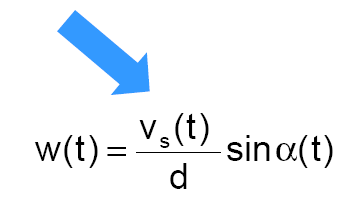 w(t) = v_s(t) / d sin α(t)